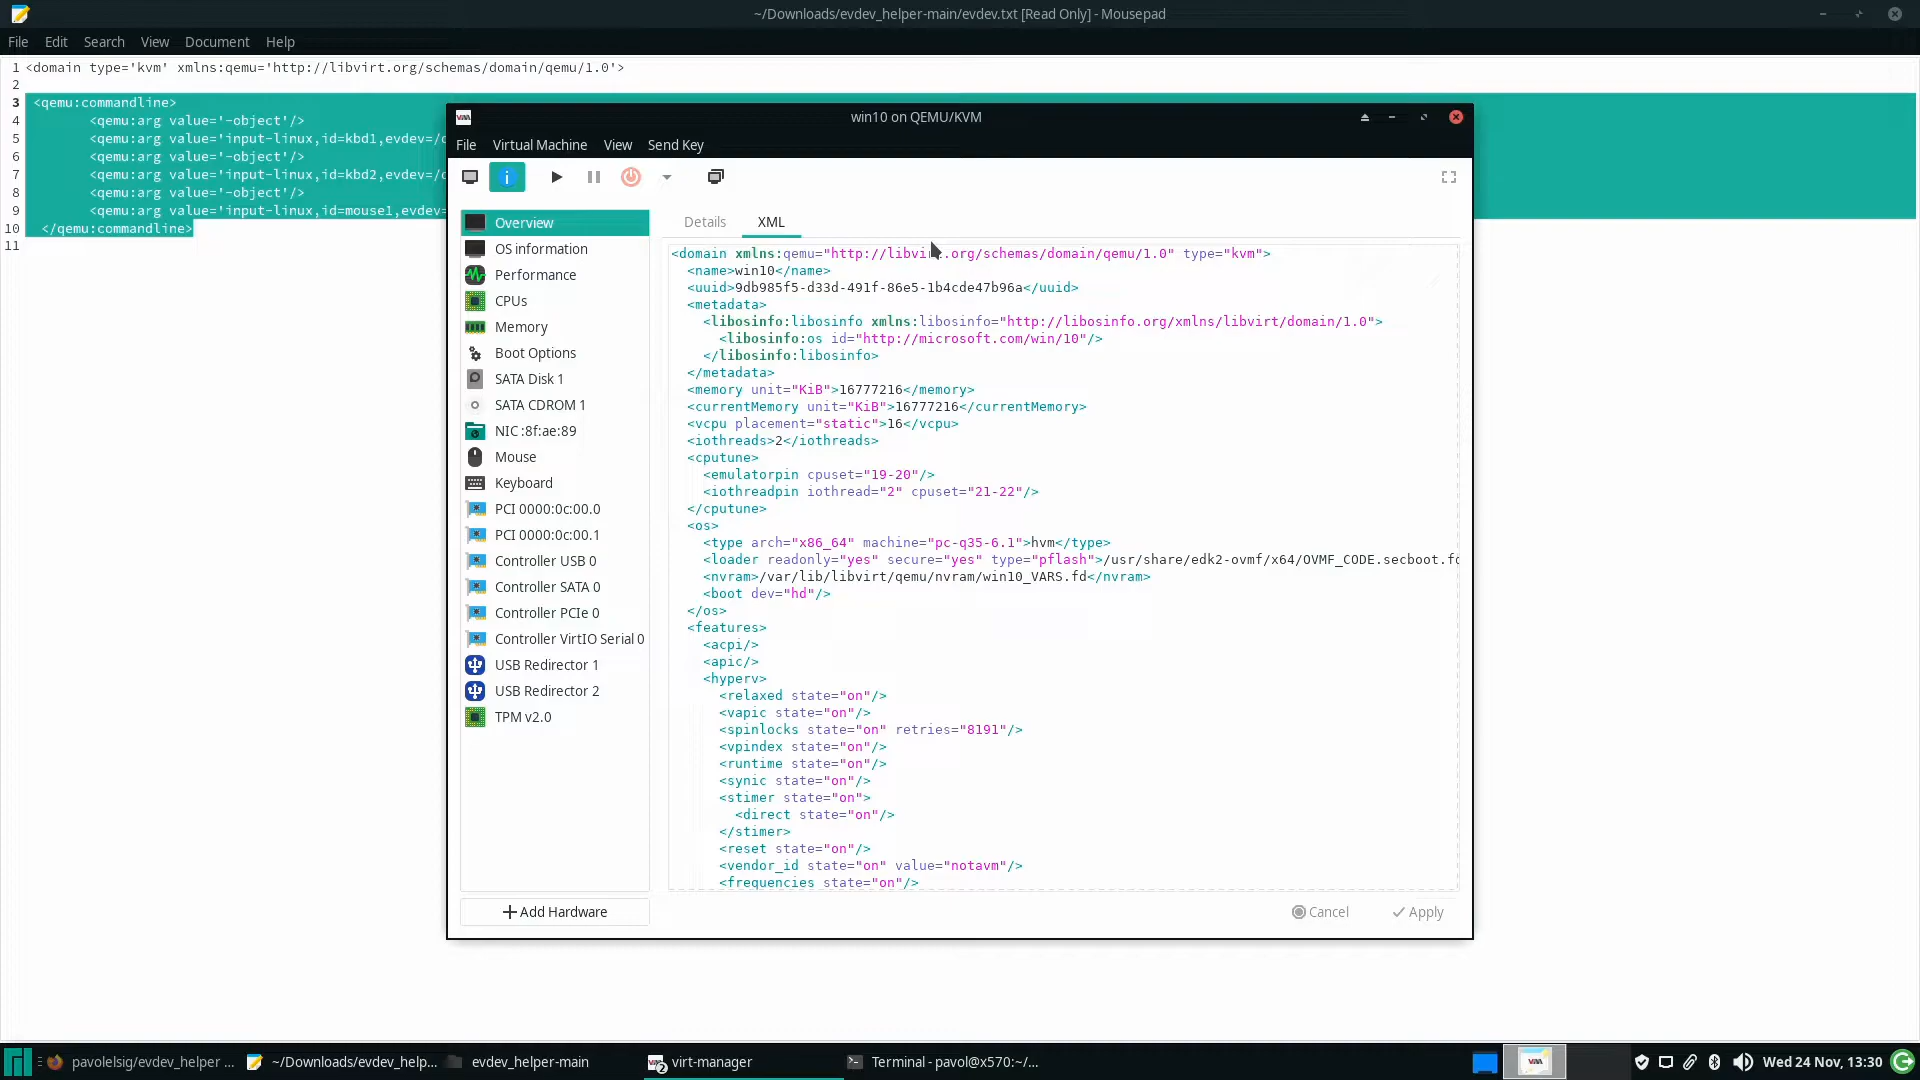 ~/Downloads/evdev_helper-main/evdev.txt [Read Only] - Mousepad
File Edit Search View Document Help
1 <domain type='kvm' xmlns:qemu='http://libvirt.org/schemas/domain/qemu/1.0'>
2
3 <qemu:commandline>
4 <qemu:arg value='-object'/>
5 <qemu:arg value='input-linux,id=kbd1,evdev=/
6 <qemu:arg value='-object'/>
7 <qemu:arg value='input-linux,id=kbd2,evdev=/
8 <qemu:arg value='-object'/>
9 <qemu:arg value='input-linux,id=mouse1,evdev=
10 </qemu:commandline>
11
win10 on QEMU/KVM
File Virtual Machine View Send Key
Overview
OS information
Performance
CPUs
Memory
Boot Options
SATA Disk 1
SATA CDROM 1
NIC :8f:ae:89
Mouse
Keyboard
PCI 0000:0c:00.0
PCI 0000:0c:00.1
Controller USB 0
Controller SATA 0
Controller PCIe 0
Controller VirtIO Serial 0
USB Redirector 1
USB Redirector 2
TPM v2.0
Add Hardware
Details XML
<domain xmlns:qemu="http://libvi .org/schemas/domain/qemu/1.0" type="kvm">
<name>win10</name>
<uuid>9db985f5-d33d-491f-86e5-1b4cde47b96a</uuid>
<metadata>
<libosinfo:libosinfo xmlns:libosinfo="http://libosinfo.org/xmlns/libvirt/domain/1.0">
<libosinfo:os id="http://microsoft.com/win/10"/>
</libosinfo:libosinfo>
</metadata>
<memory unit="KiB">16777216</memory>
<currentMemory unit="KiB">16777216</currentMemory>
<vcpu placement="static">16</vcpu>
<iothreads>2</iothreads>
<cputune>
<emulatorpin cpuset="19-20"/>
<iothreadpin iothread="2" cpuset="21-22"/>
</cputune>
<os>
<type arch="x86_64" machine="pc-q35-6.1">hvm</type>
<loader readonly="yes" secure="yes" type="pflash">/usr/share/edk2-ovmf/x64/OVMF_CODE.secboot.fd
<nvram>/var/lib/libvirt/qemu/nvram/win10_VARS.fd</nvram>
<boot dev="hd"/>
</os>
<features>
<acpi/>
<apic/>
<hyperv>
<relaxed state="on"/>
<vapic state="on"/>
<spinlocks state="on" retries="8191"/>
<vpindex state="on"/>
<runtime state="on"/>
<synic state="on"/>
<stimer state="on">
<direct state="on"/>
</stimer>
<reset state="on"/>
<vendor_id state="on" value="notavm"/>
<frequencies state="on"/>
Cancel Apply
pavolelsig/evdev_helper ... ~/Downloads/evdev_help... evdev_helper-main 2 virt-manager Terminal - pavol@x570:~/... Wed 24 Nov, 13:30